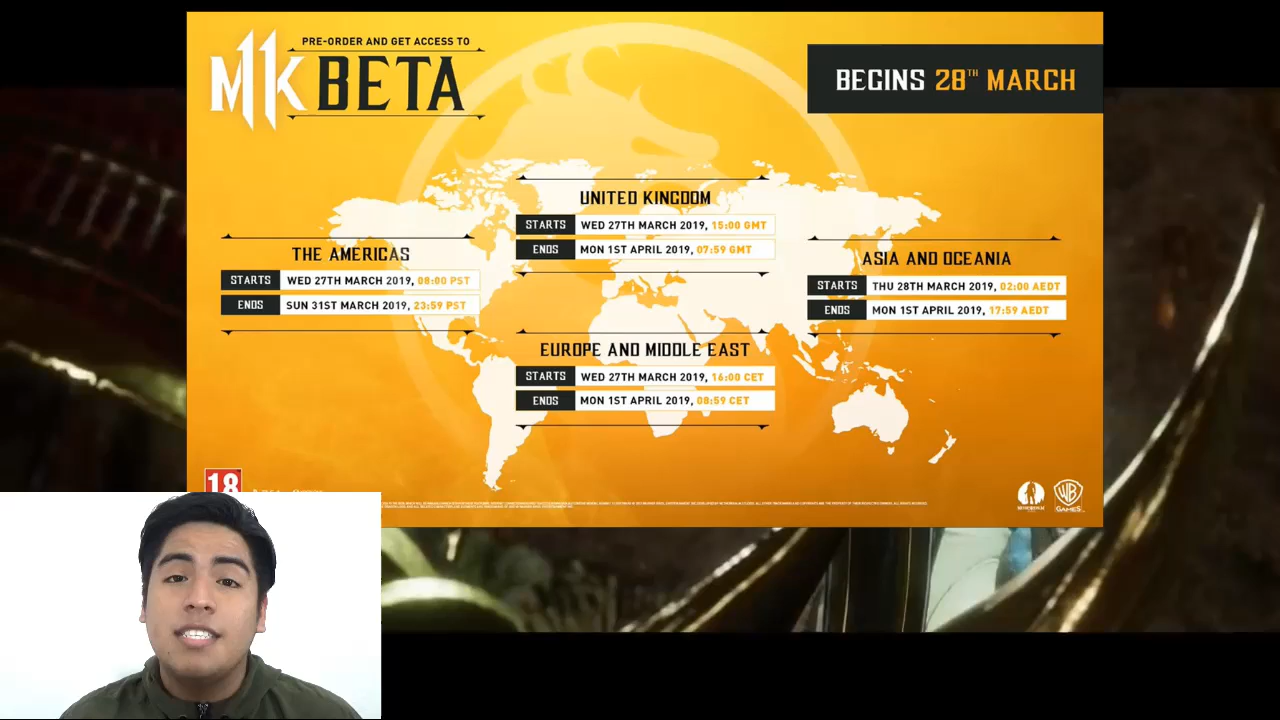 PRE-ORDER AND GET ACCESS TO
MK11 BETA
BEGINS 28TH MARCH
UNITED KINGDOM
STARTS WED 27TH MARCH 2019, 15:00 GMT
ENDS MON 1ST APRIL 2019, 07:59 GMT
THE AMERICAS
STARTS WED 27TH MARCH 2019, 08:00 PST
ENDS SUN 31ST MARCH 2019, 23:59 PST
ASIA AND OCEANIA
STARTS THU 28TH MARCH 2019, 02:00 AEDT
ENDS MON 1ST APRIL 2019, 17:59 AEDT
EUROPE AND MIDDLE EAST
STARTS WED 27TH MARCH 2019, 16:00 CET
ENDS MON 1ST APRIL 2019, 08:59 CET
18
WB
GAMES